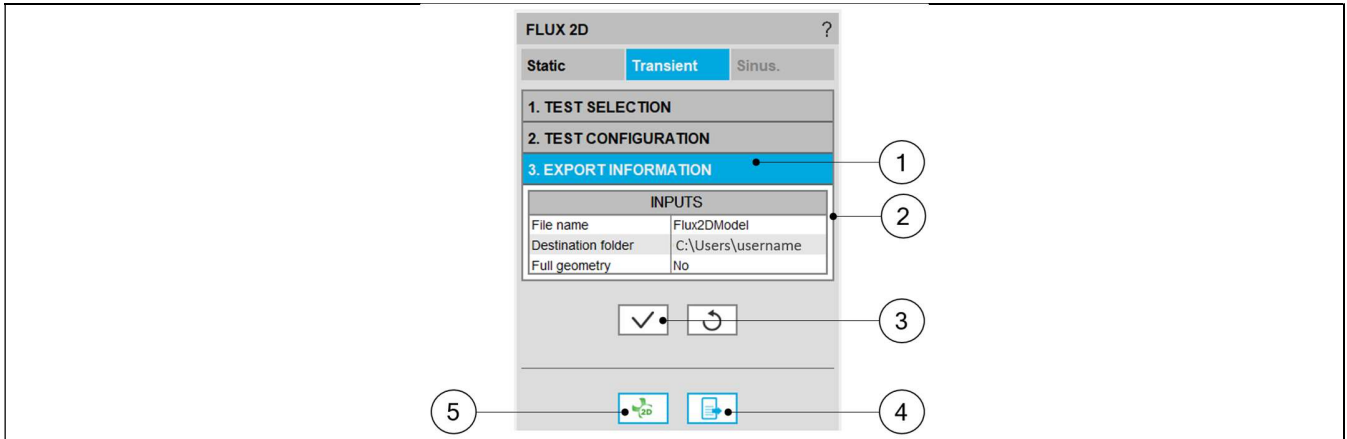 FLUX 2D ?
Static Transient Sinus.
1. TEST SELECTION
2. TEST CONFIGURATION
3. EXPORT INFORMATION
1
INPUTS
2
File name Flux2DModel
Destination folder C:\Users\username
Full geometry No
3
5
2D
4